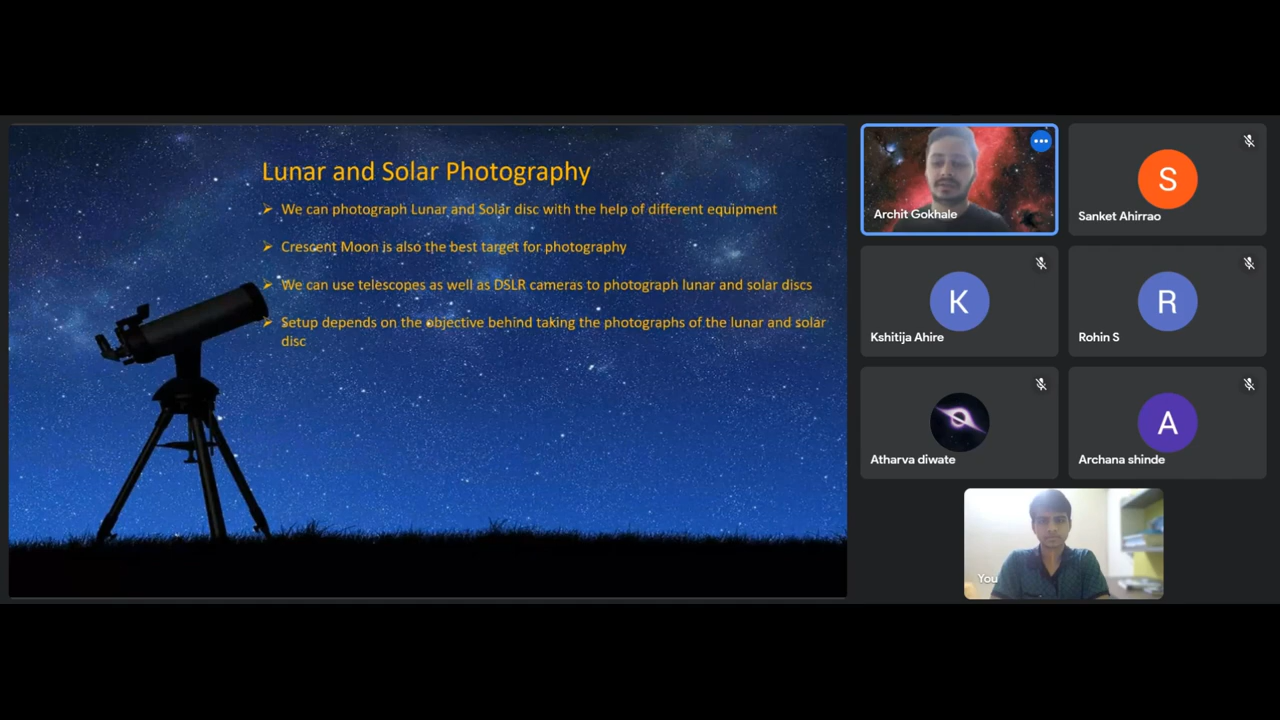 Lunar and Solar Photography
We can photograph Lunar and Solar disc with the help of different equipment
Crescent Moon is also the best target for photography
We can use telescopes as well as DSLR cameras to photograph lunar and solar discs
Setup depends on the objective behind taking the photographs of the lunar and solar
disc
Archit Gokhale
S
Sanket Ahirrao
K
Kshitija Ahire
R
Rohin S
Atharva diwate
A
Archana shinde
You